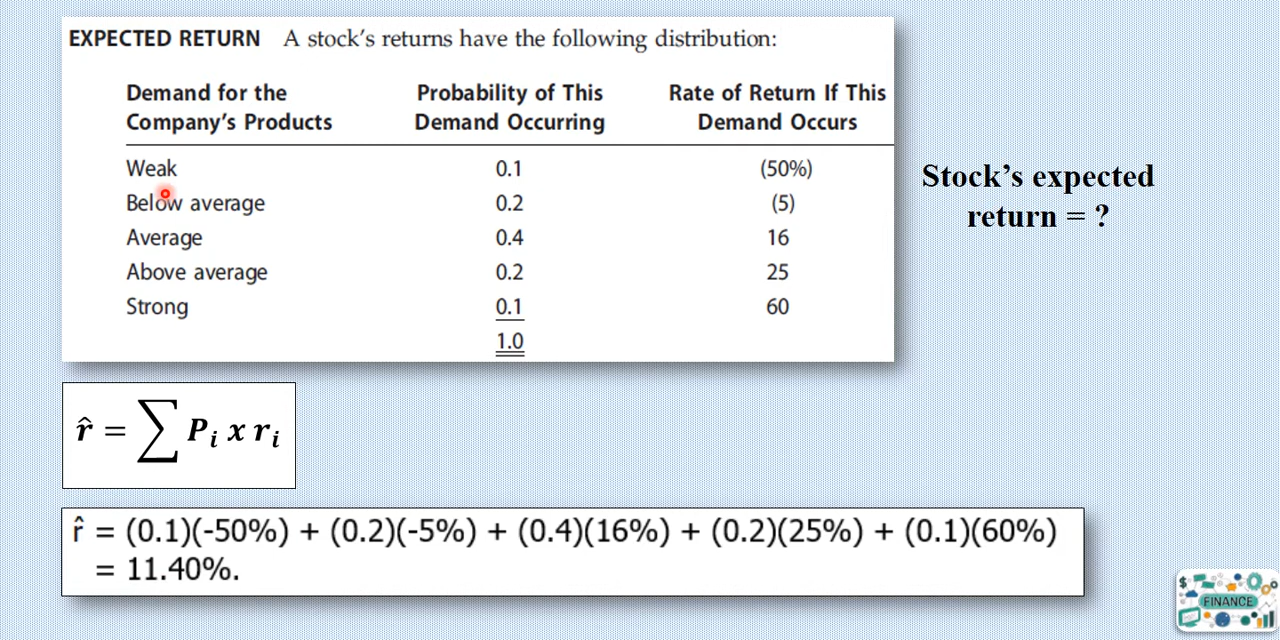 EXPECTED RETURN A stock's returns have the following distribution:
Demand for the Probability of This Rate of Return If This
Company's Products Demand Occurring Demand Occurs
Weak 0.1 (50%)
Below average 0.2 (5)
Average 0.4 16
Above average 0.2 25
Strong 0.1 60
1.0
Stock's expected
return = ?
r̂ = ∑ Pᵢ x rᵢ
r̂ = (0.1)(-50%) + (0.2)(-5%) + (0.4)(16%) + (0.2)(25%) + (0.1)(60%)
= 11.40%.
$
FINANCE